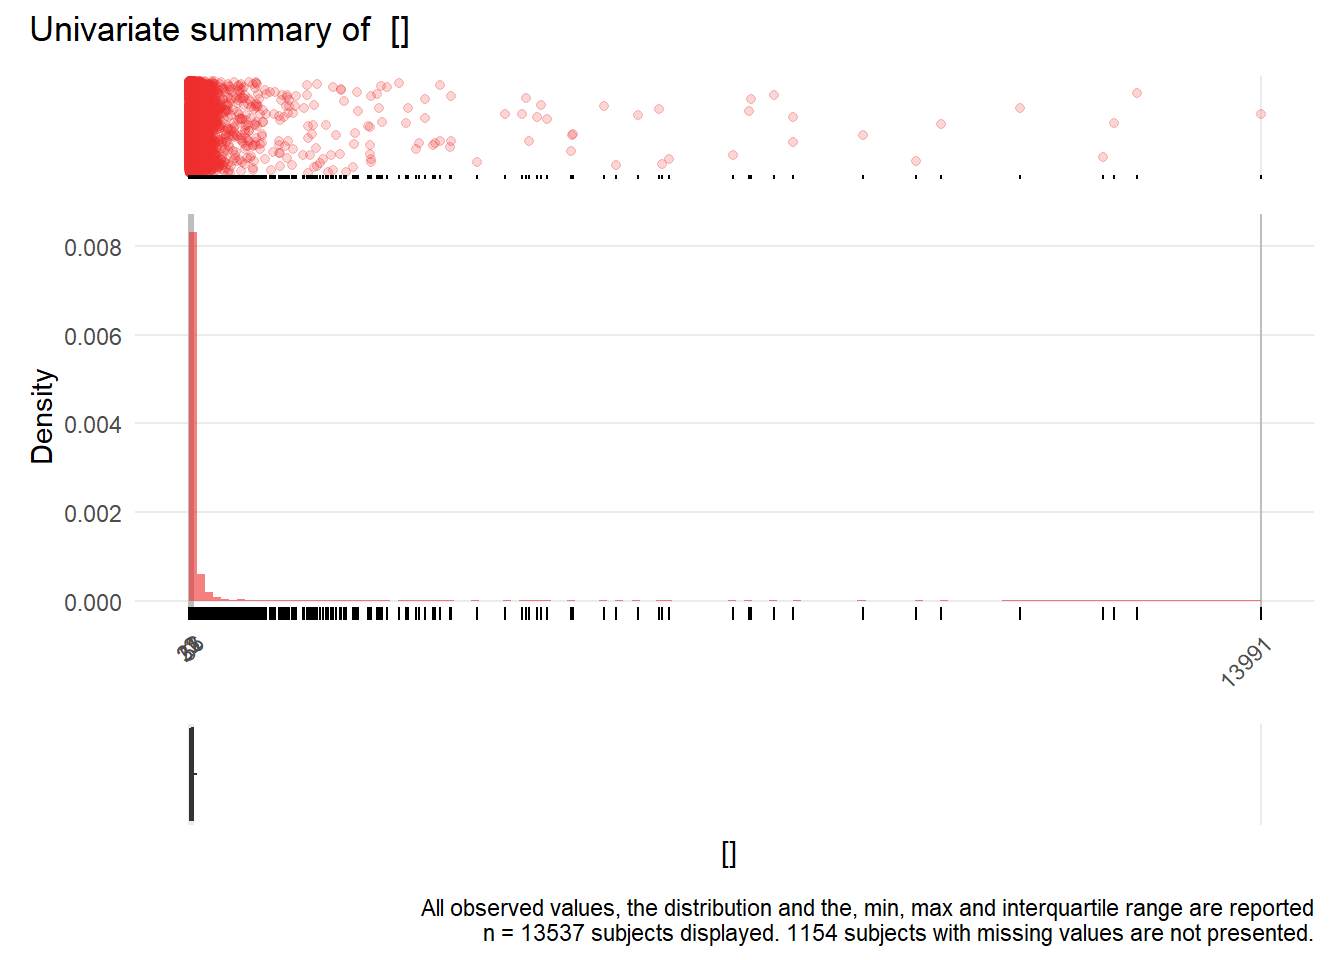 Univariate summary of  []
Density
0.008
0.006
0.004
0.002
0.000
13991
[]
All observed values, the distribution and the, min, max and interquartile range are reported
n = 13537 subjects displayed. 1154 subjects with missing values are not presented.